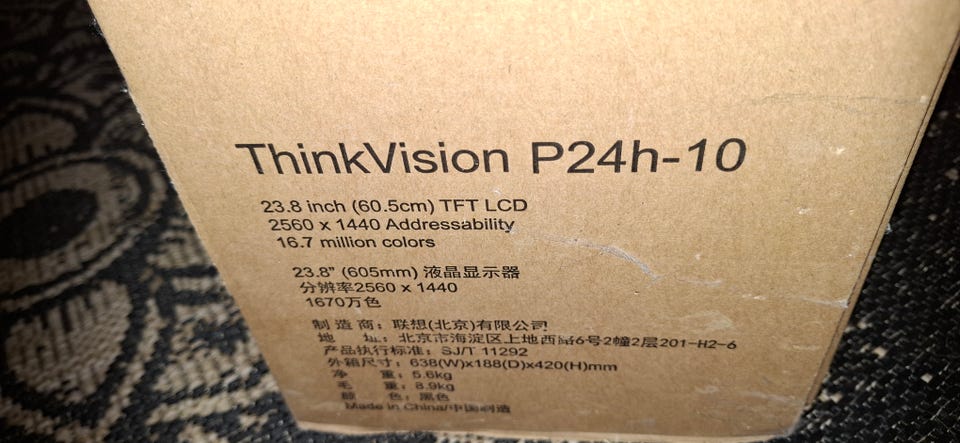 ThinkVision P24h-10
23.8 inch (60.5cm) TFT LCD
2560 x 1440 Addressability
16.7 million colors
23.8” (605mm) 液晶显示器
分辨率2560 x 1440
1670万色
制 造 商：联想(北京)有限公司
地 址：北京市海淀区上地西路6号2幢2层201-H2-6
产品执行标准：SJ/T 11292
外箱尺寸：638(W)x188(D)x420(H)mm
净 重：5.6kg
毛 重：8.9kg
颜 色：黑色
Made in China/中国制造